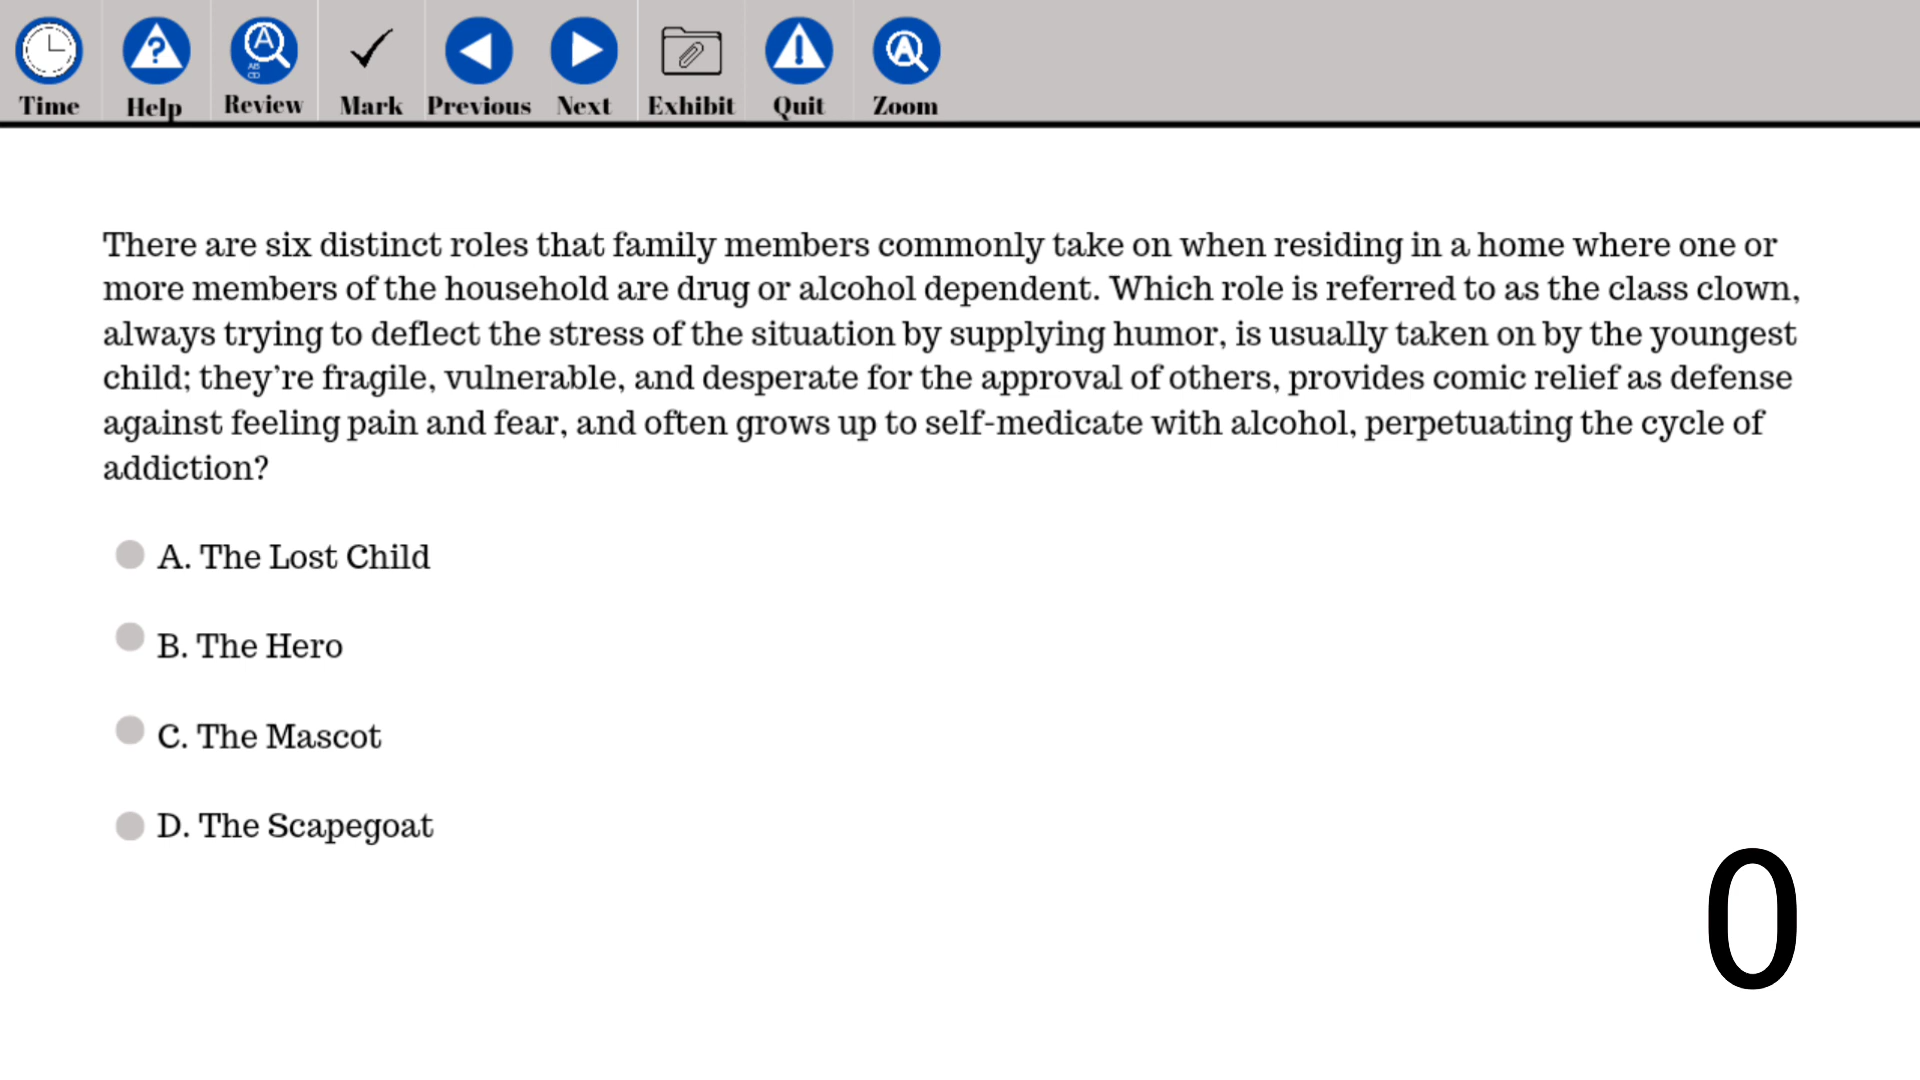 Time Help Review Mark Previous Next Exhibit Quit Zoom
There are six distinct roles that family members commonly take on when residing in a home where one or
more members of the household are drug or alcohol dependent. Which role is referred to as the class clown,
always trying to deflect the stress of the situation by supplying humor, is usually taken on by the youngest
child; they’re fragile, vulnerable, and desperate for the approval of others, provides comic relief as defense
against feeling pain and fear, and often grows up to self-medicate with alcohol, perpetuating the cycle of
addiction?
A. The Lost Child
B. The Hero
C. The Mascot
D. The Scapegoat
0